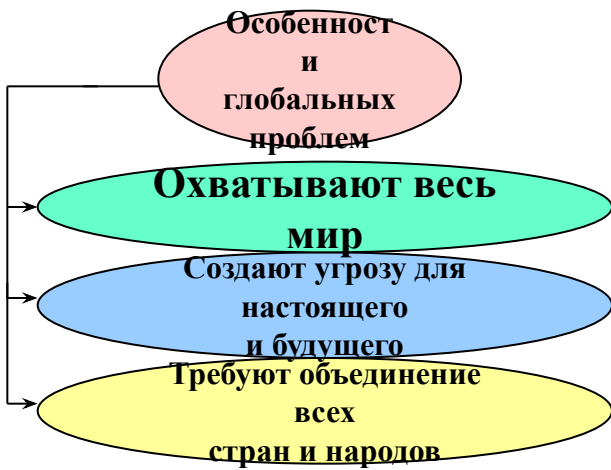 Особенност
и
глобальных
проблем
Охватывают весь
мир
Создают угрозу для
настоящего
и будущего
Требуют объединение
всех
стран и народов